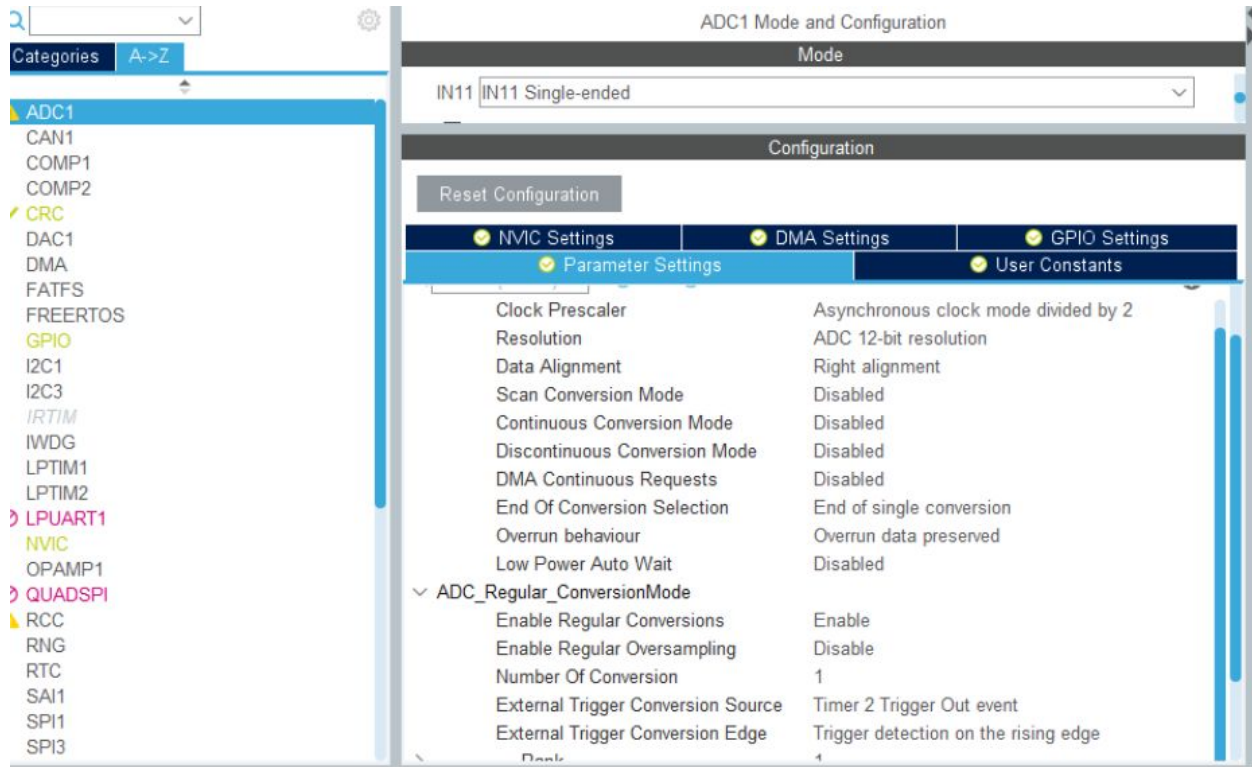 Categories
A->Z
ADC1
CAN1
COMP1
COMP2
CRC
DAC1
DMA
FATFS
FREERTOS
GPIO
I2C1
I2C3
IRTIM
IWDG
LPTIM1
LPTIM2
LPUART1
NVIC
OPAMP1
QUADSPI
RCC
RNG
RTC
SAI1
SPI1
SPI3
ADC1 Mode and Configuration
Mode
IN11 IN11 Single-ended
Configuration
Reset Configuration
NVIC Settings DMA Settings GPIO Settings
Parameter Settings User Constants
Clock Prescaler Asynchronous clock mode divided by 2
Resolution ADC 12-bit resolution
Data Alignment Right alignment
Scan Conversion Mode Disabled
Continuous Conversion Mode Disabled
Discontinuous Conversion Mode Disabled
DMA Continuous Requests Disabled
End Of Conversion Selection End of single conversion
Overrun behaviour Overrun data preserved
Low Power Auto Wait Disabled
ADC_Regular_ConversionMode
Enable Regular Conversions Enable
Enable Regular Oversampling Disable
Number Of Conversion 1
External Trigger Conversion Source Timer 2 Trigger Out event
External Trigger Conversion Edge Trigger detection on the rising edge
Rank 1